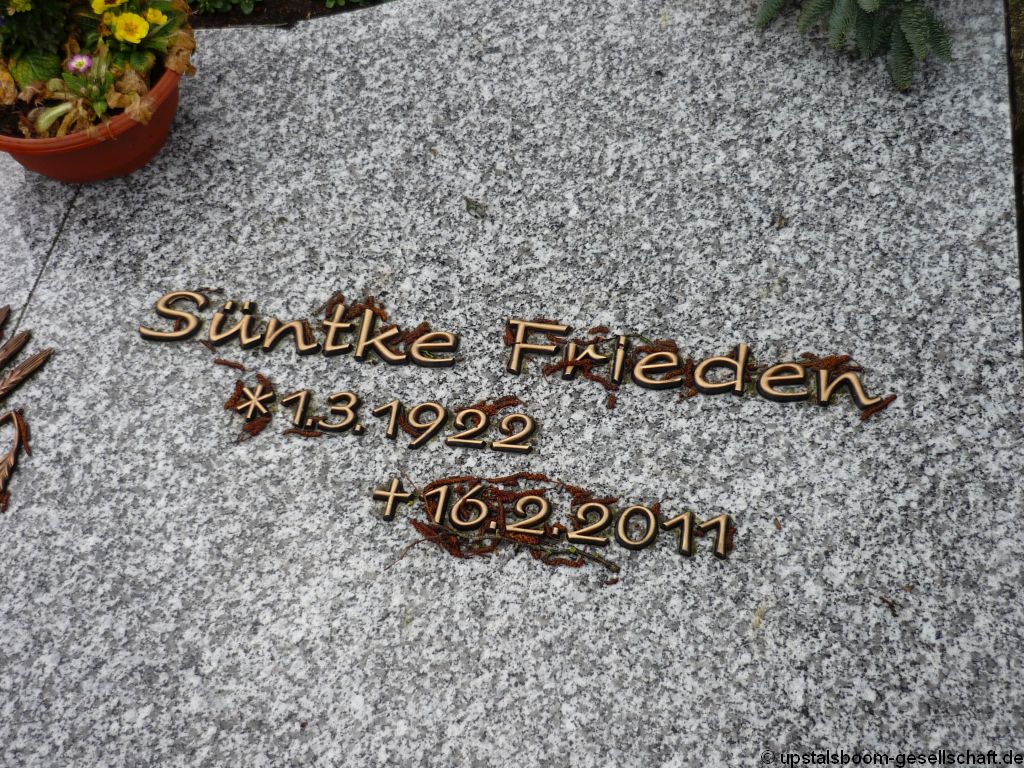 Süntke Frieden
* 1.3.1922
† 16.2.2011
© upstalsboom-gesellschaft.de